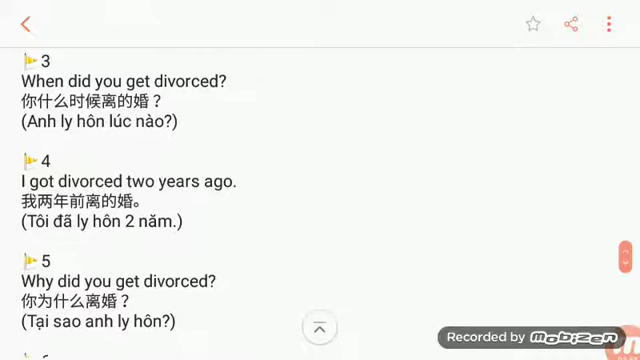 3
When did you get divorced?
你什么时候离的婚？
(Anh ly hôn lúc nào?)
4
I got divorced two years ago.
我两年前离的婚。
(Tôi đã ly hôn 2 năm.)
5
Why did you get divorced?
你为什么离婚？
(Tại sao anh ly hôn?)
Recorded by mobizen